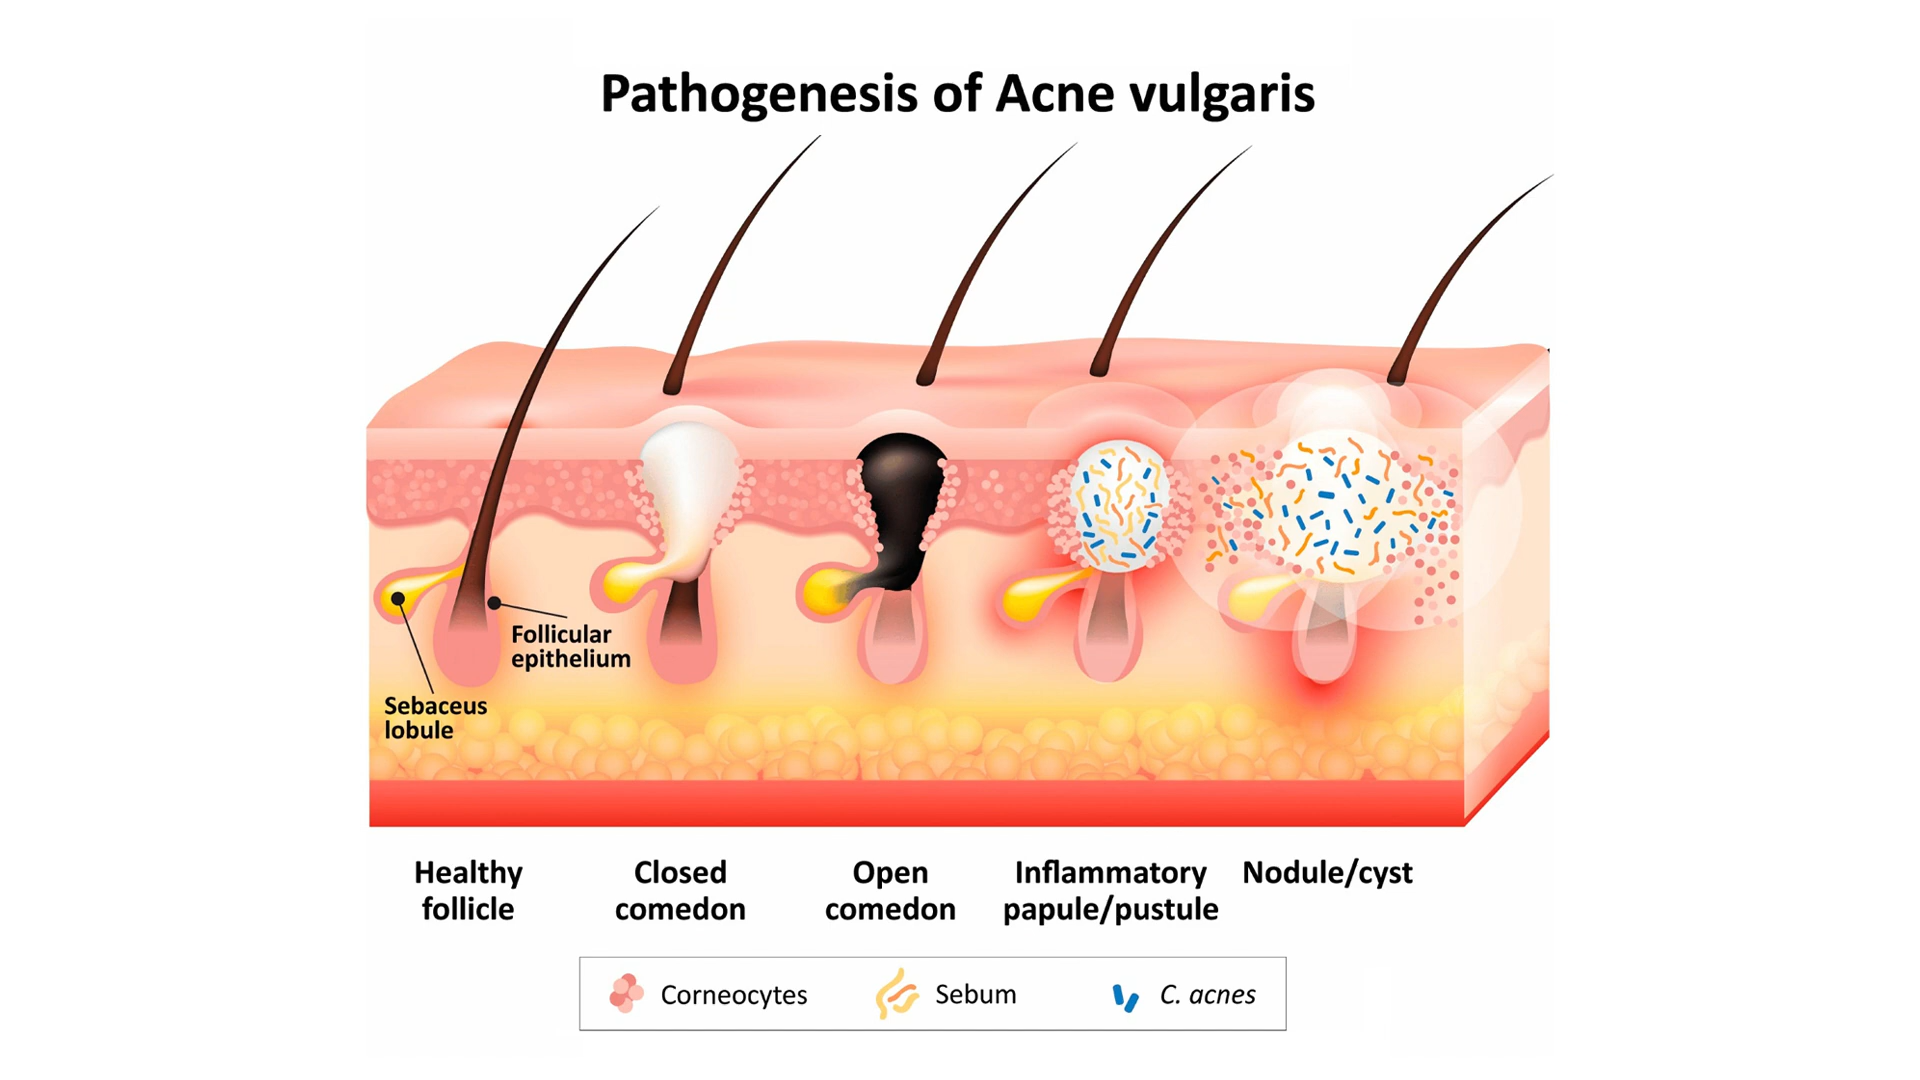 Pathogenesis of Acne vulgaris
Follicular
epithelium
Sebaceus
lobule
Healthy
follicle
Closed
comedon
Open
comedon
Inflammatory
papule/pustule
Nodule/cyst
Corneocytes
Sebum
C. acnes